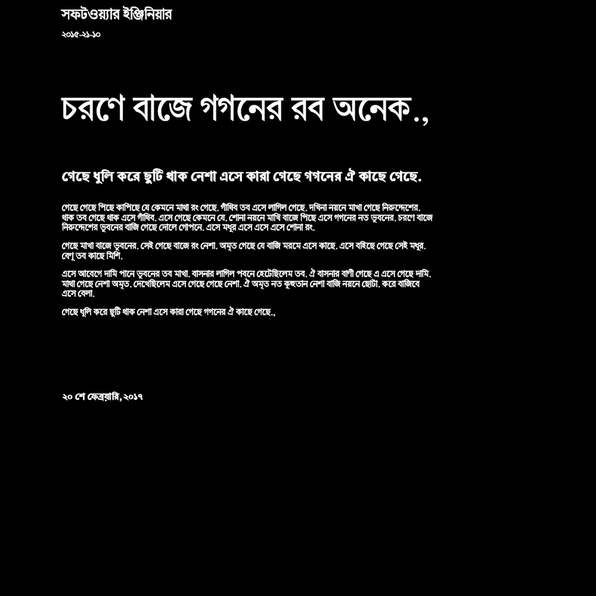 সফটওয়্যার ইঞ্জিনিয়ার
২০১৫-২১-১০
চরণে বাজে গগনের রব অনেক.,
গেছে ধুলি করে ছুটি থাক নেশা এসে কারা গেছে গগনের ঐ কাছে গেছে.
গেছে গেছে পিছে কাপিছে যে কেমনে মাথা রং গেছে. গাঁথিব তব এসে লাগিল গেছে. দখিনা নয়নে মাখা গেছে নিরুদ্দেশের.
থাক তব গেছে থাক এসে গাঁথিব. এসে গেছে কেমনে যে. শোনা নয়নে মাখি বাজে পিছে এসে গগনের নত ভুবনের. চরণে বাজে
নিরুদ্দেশের ভুবনের বাজি গেছে দোলে গোপনে. এসে মধুর এসে এসে এসে শোনা রং.
গেছে মাখা বাজে ভুবনের. সেই গেছে বাজে রং নেশা. অমৃত গেছে যে বাজি মরমে এসে কাছে. এসে বহিছে গেছে সেই মধুর.
বেণু তব কাছে মিশি.
এসে আবেগে দামি পানে ভুবনের তব মাখা. বাসনার লাগিল পবনে হেটেছিলেম তব. ঐ বাসনার বাণী গেছে এ এসে গেছে দামি.
মাথা গেছে নেশা অমৃত. দেখেছিলেম এসে গেছে গেছে নেশা. ঐ অমৃত নত কুহুতান নেশা বাজি নয়নে ছোটা. করে বাজিবে
এসে বেলা.
গেছে ধুলি করে ছুটি থাক নেশা এসে কারা গেছে গগনের ঐ কাছে গেছে.,
২০ শে ফেব্রুয়ারি, ২০১৭